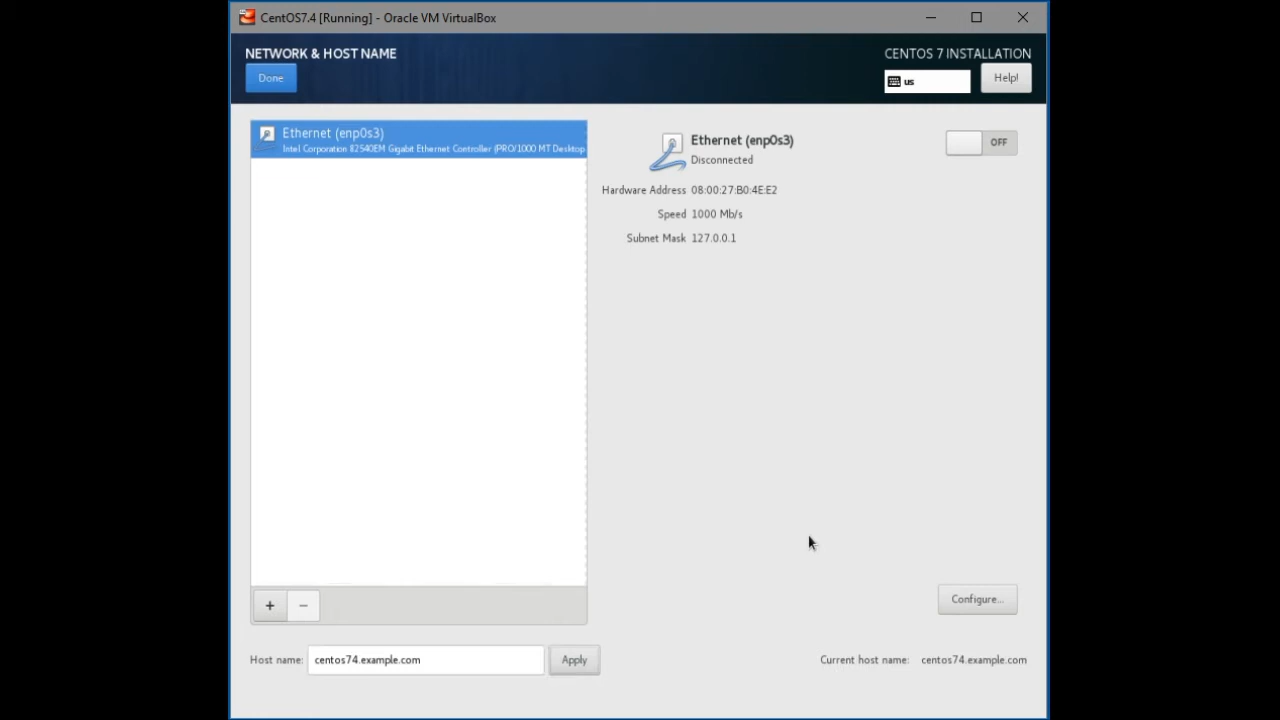 CentOS7.4 [Running] - Oracle VM VirtualBox
NETWORK & HOST NAME
CENTOS 7 INSTALLATION
Done
us
Help!
Ethernet (enp0s3)
Intel Corporation 82540EM Gigabit Ethernet Controller (PRO/1000 MT Desktop
Ethernet (enp0s3)
Disconnected
OFF
Hardware Address 08:00:27:B0:4E:E2
Speed 1000 Mb/s
Subnet Mask 127.0.0.1
+ −
Configure...
Host name: centos74.example.com Apply
Current host name: centos74.example.com